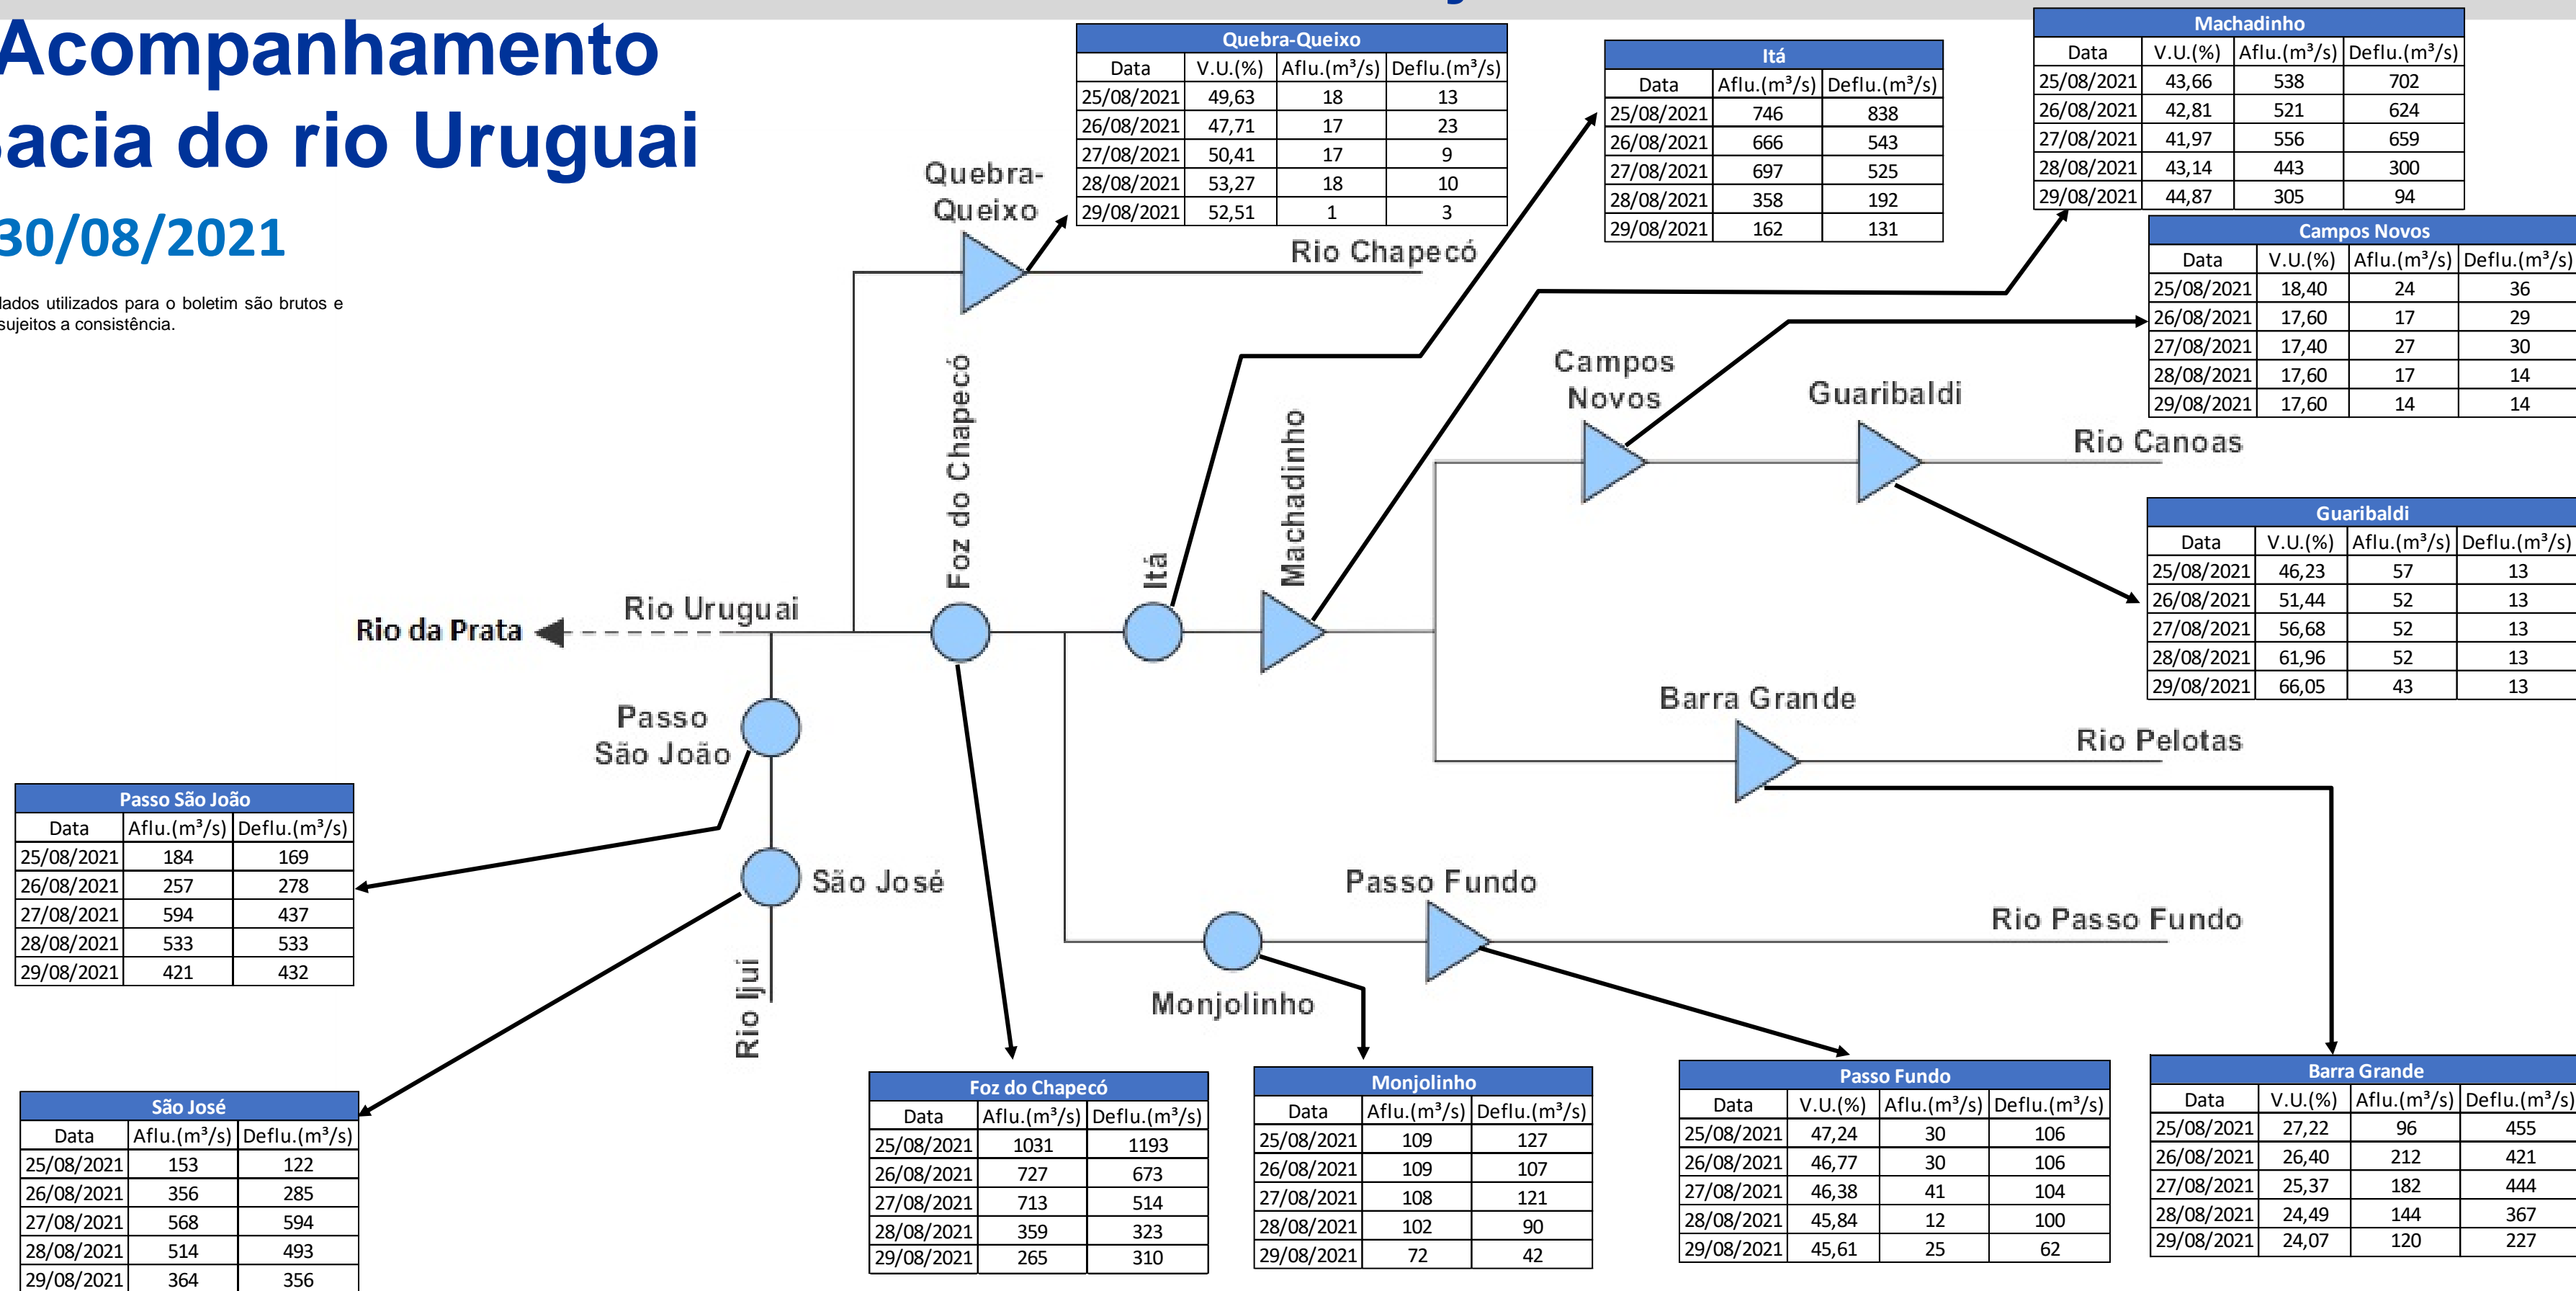 Acompanhamento
acia do rio Uruguai
30/08/2021
dados utilizados para o boletim são brutos e
sujeitos a consistência.
Quebra-Queixo
Data V.U.(%) Aflu.(m³/s) Deflu.(m³/s)
25/08/2021 49,63 18 13
26/08/2021 47,71 17 23
27/08/2021 50,41 17 9
28/08/2021 53,27 18 10
29/08/2021 52,51 1 3
Itá
Data Aflu.(m³/s) Deflu.(m³/s)
25/08/2021 746 838
26/08/2021 666 543
27/08/2021 697 525
28/08/2021 358 192
29/08/2021 162 131
Machadinho
Data V.U.(%) Aflu.(m³/s) Deflu.(m³/s)
25/08/2021 43,66 538 702
26/08/2021 42,81 521 624
27/08/2021 41,97 556 659
28/08/2021 43,14 443 300
29/08/2021 44,87 305 94
Campos Novos
Data V.U.(%) Aflu.(m³/s) Deflu.(m³/s)
25/08/2021 18,40 24 36
26/08/2021 17,60 17 29
27/08/2021 17,40 27 30
28/08/2021 17,60 17 14
29/08/2021 17,60 14 14
Quebra-
Queixo
Rio Chapecó
Foz do Chapecó
Itá
Machadinho
Campos
Novos
Guaribaldi
Rio Canoas
Guaribaldi
Data V.U.(%) Aflu.(m³/s) Deflu.(m³/s)
25/08/2021 46,23 57 13
26/08/2021 51,44 52 13
27/08/2021 56,68 52 13
28/08/2021 61,96 52 13
29/08/2021 66,05 43 13
Rio da Prata
Rio Uruguai
Barra Grande
Rio Pelotas
Passo
São João
São José
Rio Ijuí
Passo Fundo
Rio Passo Fundo
Monjolinho
Passo São João
Data Aflu.(m³/s) Deflu.(m³/s)
25/08/2021 184 169
26/08/2021 257 278
27/08/2021 594 437
28/08/2021 533 533
29/08/2021 421 432
São José
Data Aflu.(m³/s) Deflu.(m³/s)
25/08/2021 153 122
26/08/2021 356 285
27/08/2021 568 594
28/08/2021 514 493
29/08/2021 364 356
Foz do Chapecó
Data Aflu.(m³/s) Deflu.(m³/s)
25/08/2021 1031 1193
26/08/2021 727 673
27/08/2021 713 514
28/08/2021 359 323
29/08/2021 265 310
Monjolinho
Data Aflu.(m³/s) Deflu.(m³/s)
25/08/2021 109 127
26/08/2021 109 107
27/08/2021 108 121
28/08/2021 102 90
29/08/2021 72 42
Passo Fundo
Data V.U.(%) Aflu.(m³/s) Deflu.(m³/s)
25/08/2021 47,24 30 106
26/08/2021 46,77 30 106
27/08/2021 46,38 41 104
28/08/2021 45,84 12 100
29/08/2021 45,61 25 62
Barra Grande
Data V.U.(%) Aflu.(m³/s) Deflu.(m³/s)
25/08/2021 27,22 96 455
26/08/2021 26,40 212 421
27/08/2021 25,37 182 444
28/08/2021 24,49 144 367
29/08/2021 24,07 120 227